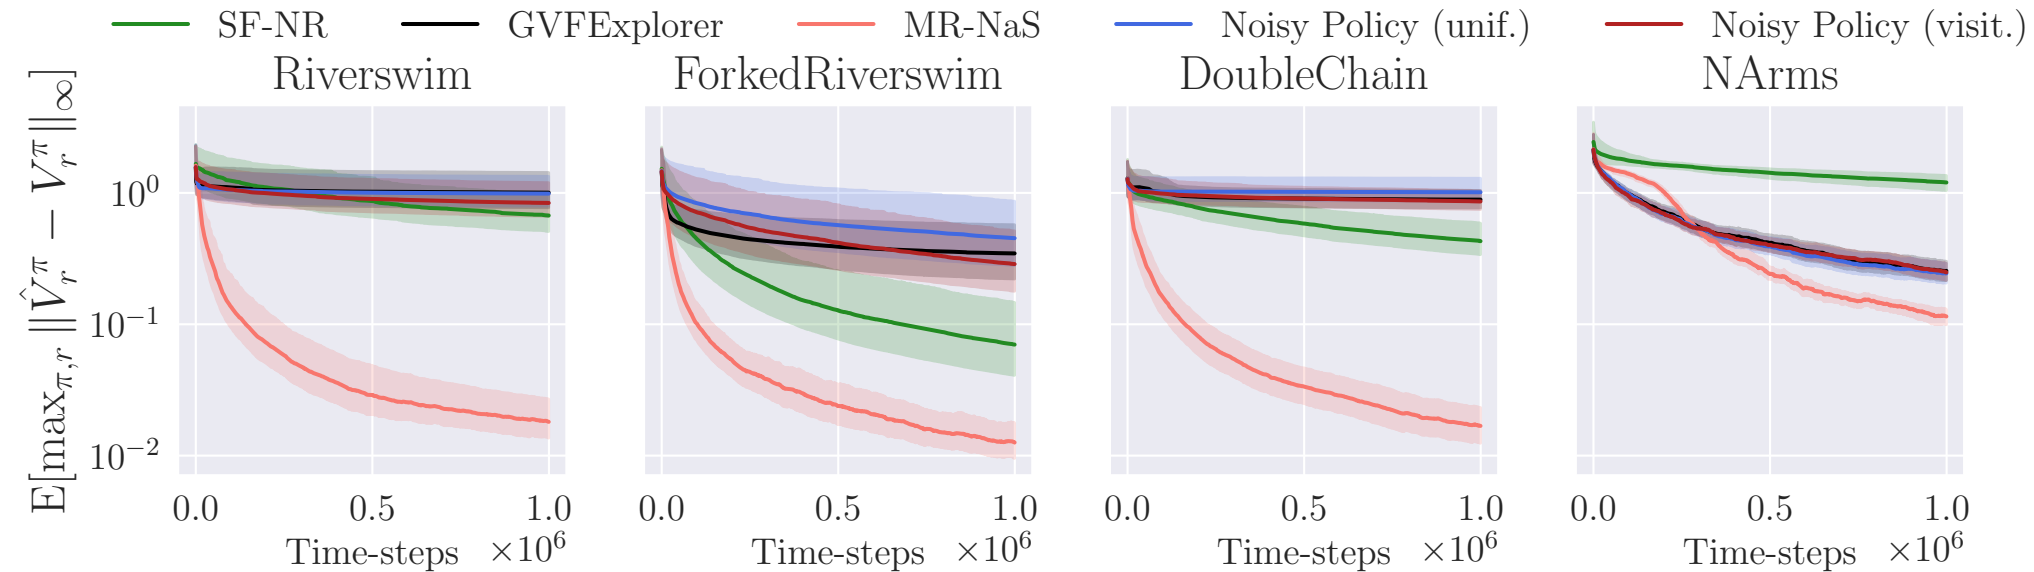 SF-NR GVFExplorer MR-NaS Noisy Policy (unif.) Noisy Policy (visit.)
Riverswim ForkedRiverswim DoubleChain NArms
E[max_{π,r} ||V̂_r^π − V_r^π||_∞]
10^0
10^{−1}
10^{−2}
0.0 0.5 1.0 0.0 0.5 1.0 0.0 0.5 1.0 0.0 0.5 1.0
Time-steps ×10^6 Time-steps ×10^6 Time-steps ×10^6 Time-steps ×10^6